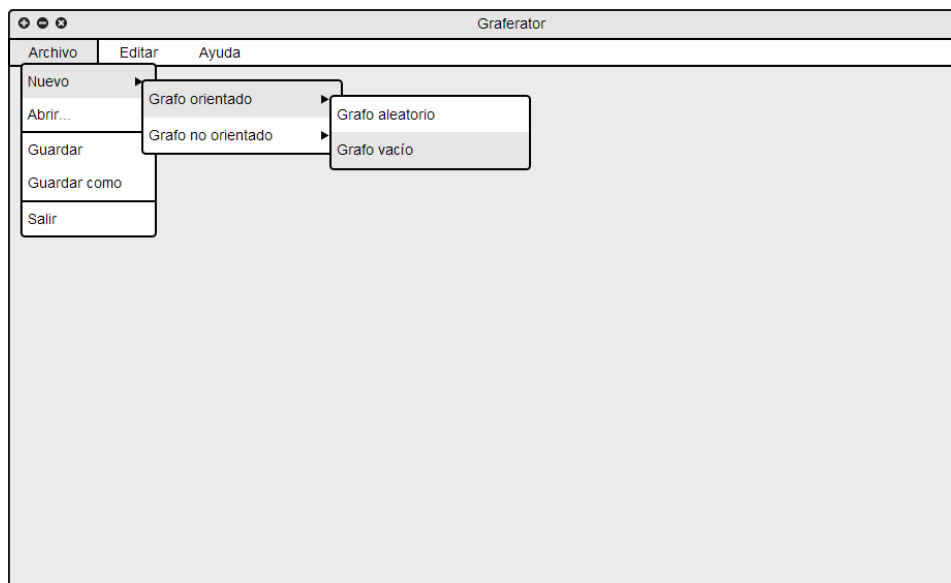 Graferator
Archivo Editar Ayuda
Nuevo
Abrir...
Guardar
Guardar como
Salir
Grafo orientado
Grafo no orientado
Grafo aleatorio
Grafo vacío